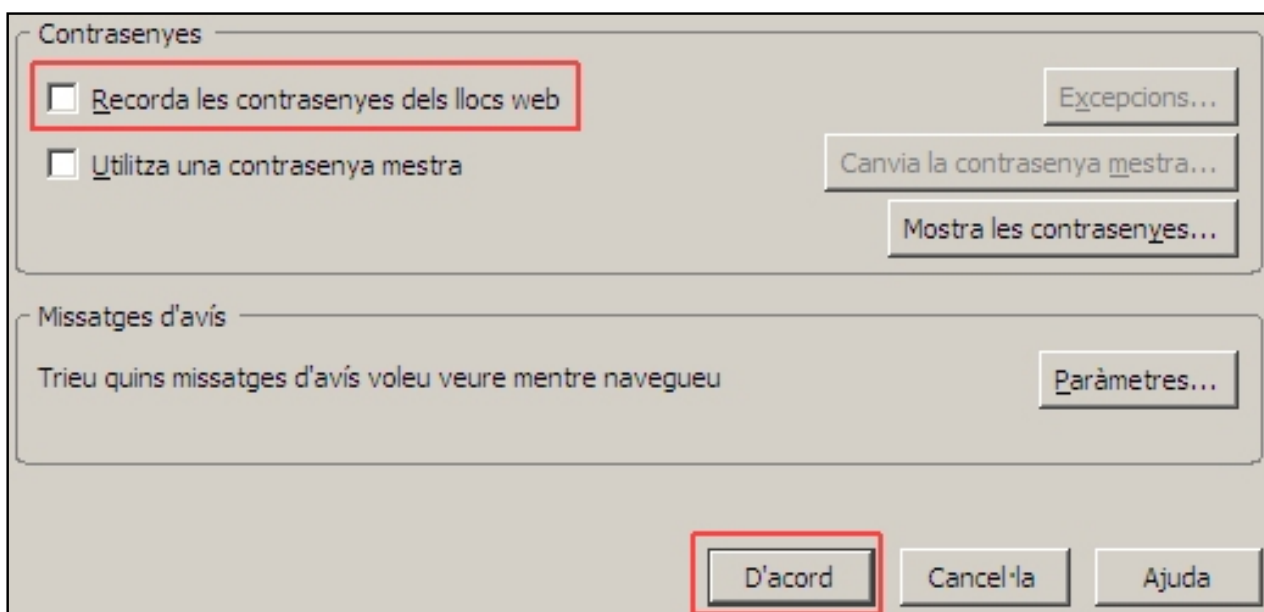 Contrasenyes
Recorda les contrasenyes dels llocs web
Excepcions...
Utilitza una contrasenya mestra
Canvia la contrasenya mestra...
Mostra les contrasenyes...
Missatges d'avís
Trieu quins missatges d'avís voleu veure mentre navegueu
Paràmetres...
D'acord
Cancel·la
Ajuda